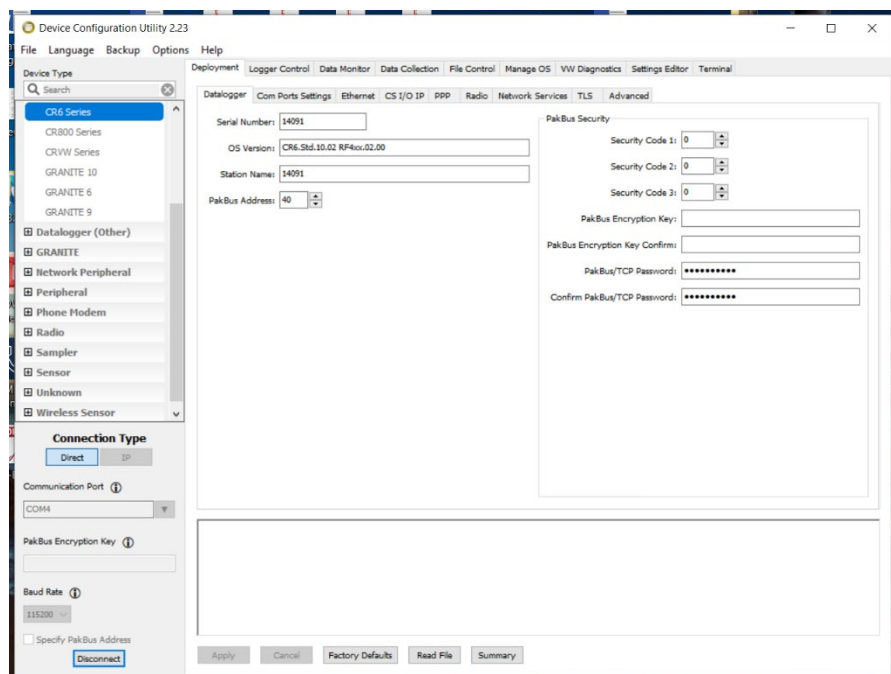 Device Configuration Utility 2.23
File Language Backup Options Help
Device Type
Search
CR6 Series
CR800 Series
CRVW Series
GRANITE 10
GRANITE 6
GRANITE 9
Datalogger (Other)
GRANITE
Network Peripheral
Peripheral
Phone Modem
Radio
Sampler
Sensor
Unknown
Wireless Sensor
Connection Type
Direct IP
Communication Port
COM4
PakBus Encryption Key
Baud Rate
115200
Specify PakBus Address
Disconnect
Deployment Logger Control Data Monitor Data Collection File Control Manage OS VW Diagnostics Settings Editor Terminal
Datalogger Com Ports Settings Ethernet CS I/O IP PPP Radio Network Services TLS Advanced
Serial Number: 14091
OS Version: CR6.Std.10.02 RF4xx.02.00
Station Name: 14091
PakBus Address: 40
PakBus Security
Security Code 1: 0
Security Code 2: 0
Security Code 3: 0
PakBus Encryption Key:
PakBus Encryption Key Confirm:
PakBus/TCP Password: ••••••••••
Confirm PakBus/TCP Password: ••••••••••
Apply Cancel Factory Defaults Read File Summary